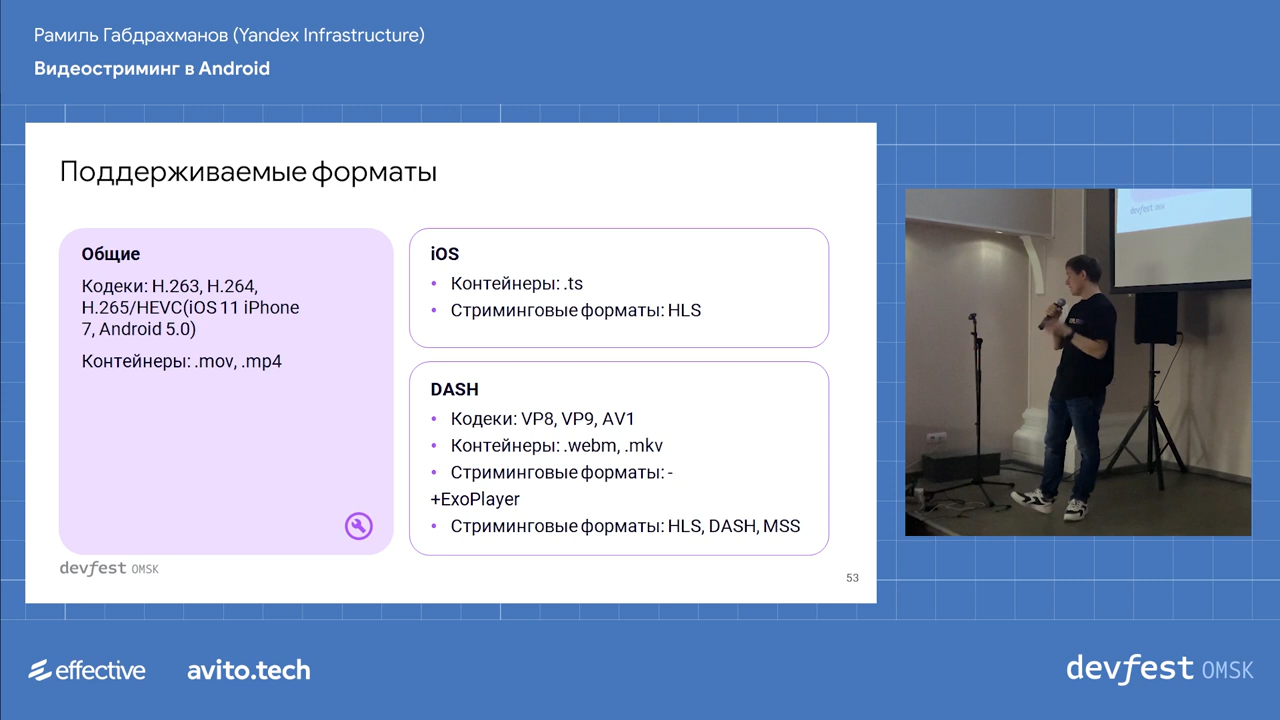 Рамиль Габдрахманов (Yandex Infrastructure)
Видеостриминг в Android
Поддерживаемые форматы
Общие
Кодеки: H.263, H.264,
H.265/HEVC(iOS 11 iPhone
7, Android 5.0)
Контейнеры: .mov, .mp4
iOS
• Контейнеры: .ts
• Стриминговые форматы: HLS
DASH
• Кодеки: VP8, VP9, AV1
• Контейнеры: .webm, .mkv
• Стриминговые форматы: -
+ExoPlayer
• Стриминговые форматы: HLS, DASH, MSS
devfest OMSK
53
devfest OMSK
effective
avito.tech
devfest OMSK